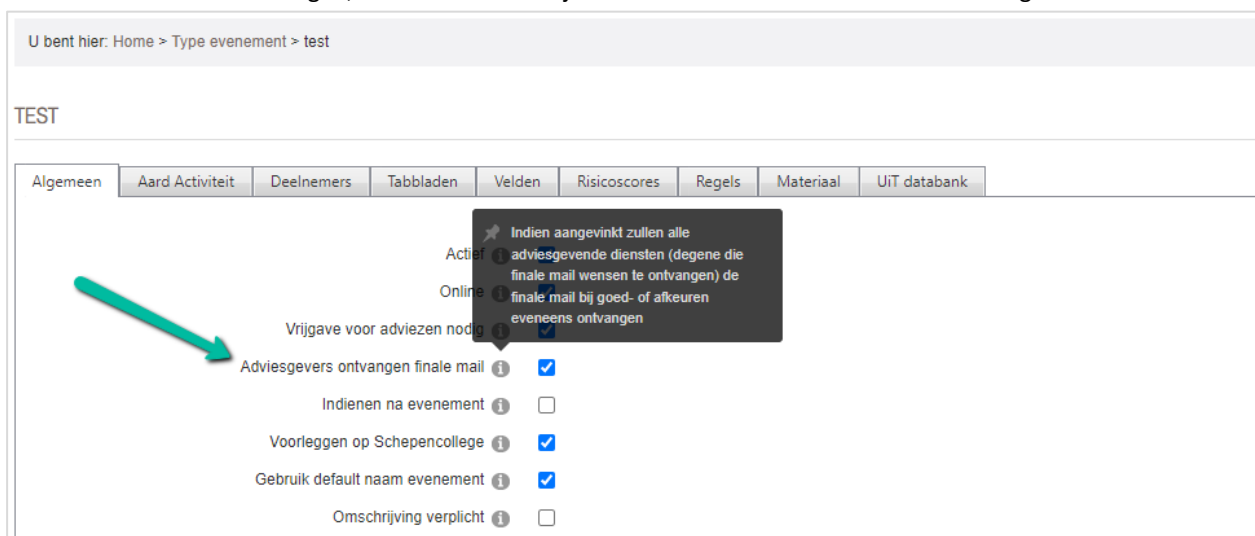 U bent hier: Home > Type evenement > test
TEST
Algemeen Aard Activiteit Deelnemers Tabbladen Velden Risicoscores Regels Materiaal UiT databank
Indien aangevinkt zullen alle
adviesgevende diensten (degene die
finale mail wensen te ontvangen) de
finale mail bij goed- of afkeuren
eveneens ontvangen
Actief
Online
Vrijgave voor adviezen nodig
Adviesgevers ontvangen finale mail
Indienen na evenement
Voorleggen op Schepencollege
Gebruik default naam evenement
Omschrijving verplicht